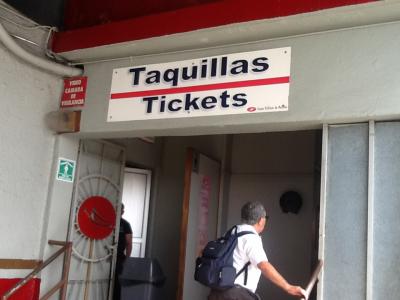 Taquillas
Tickets
VIDEO
CAMARA
DE
VIGILANCIA